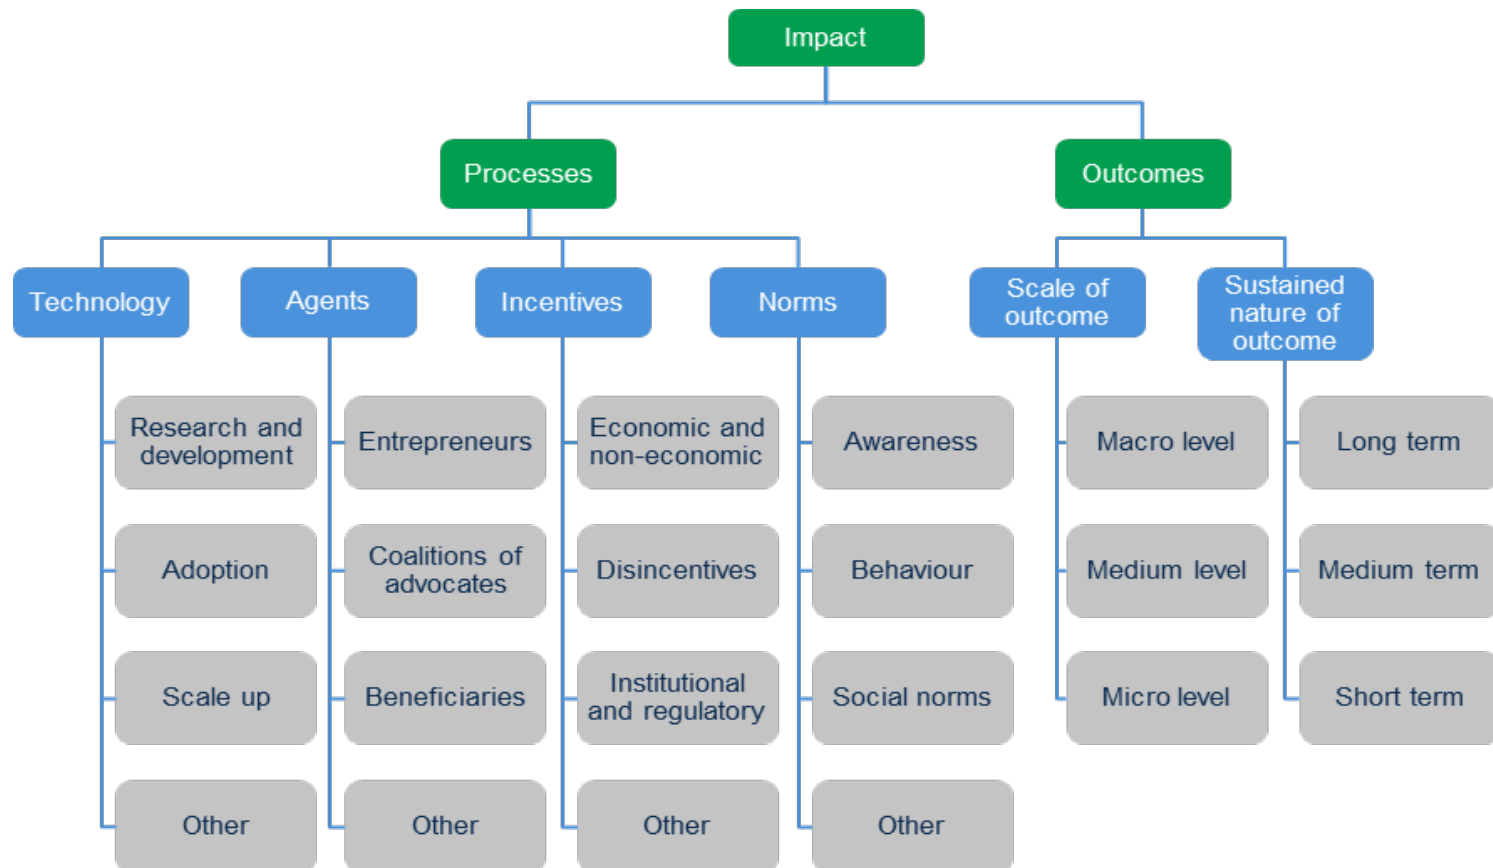 Impact
Processes
Outcomes
Technology
Agents
Incentives
Norms
Scale of
outcome
Sustained
nature of
outcome
Research and
development
Entrepreneurs
Economic and
non-economic
Awareness
Macro level
Long term
Adoption
Coalitions of
advocates
Disincentives
Behaviour
Medium level
Medium term
Scale up
Beneficiaries
Institutional
and regulatory
Social norms
Micro level
Short term
Other
Other
Other
Other